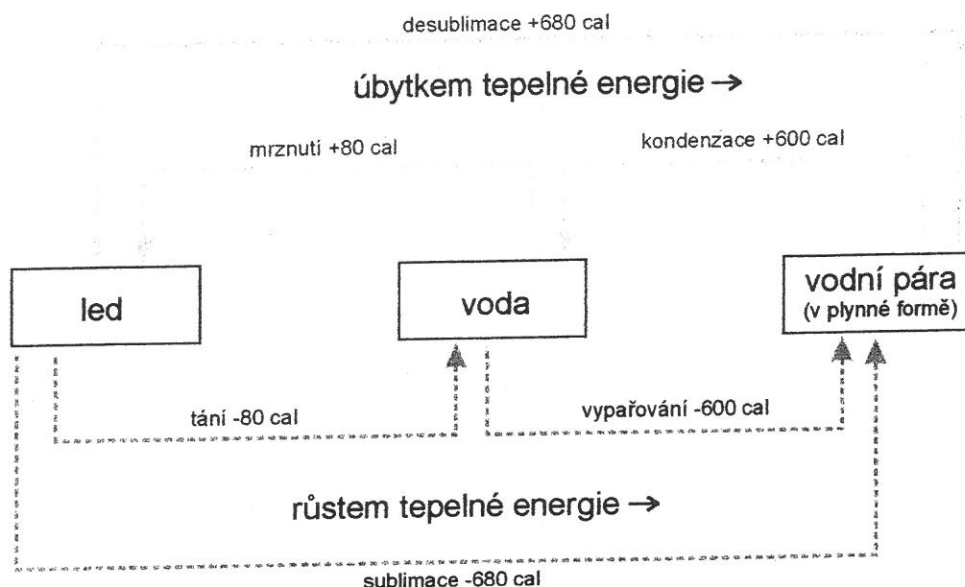 desublimace +680 cal
úbytkem tepelné energie →
mrznutí +80 cal
kondenzace +600 cal
led
voda
vodní pára
(v plynné formě)
tání -80 cal
vypařování -600 cal
růstem tepelné energie →
sublimace -680 cal